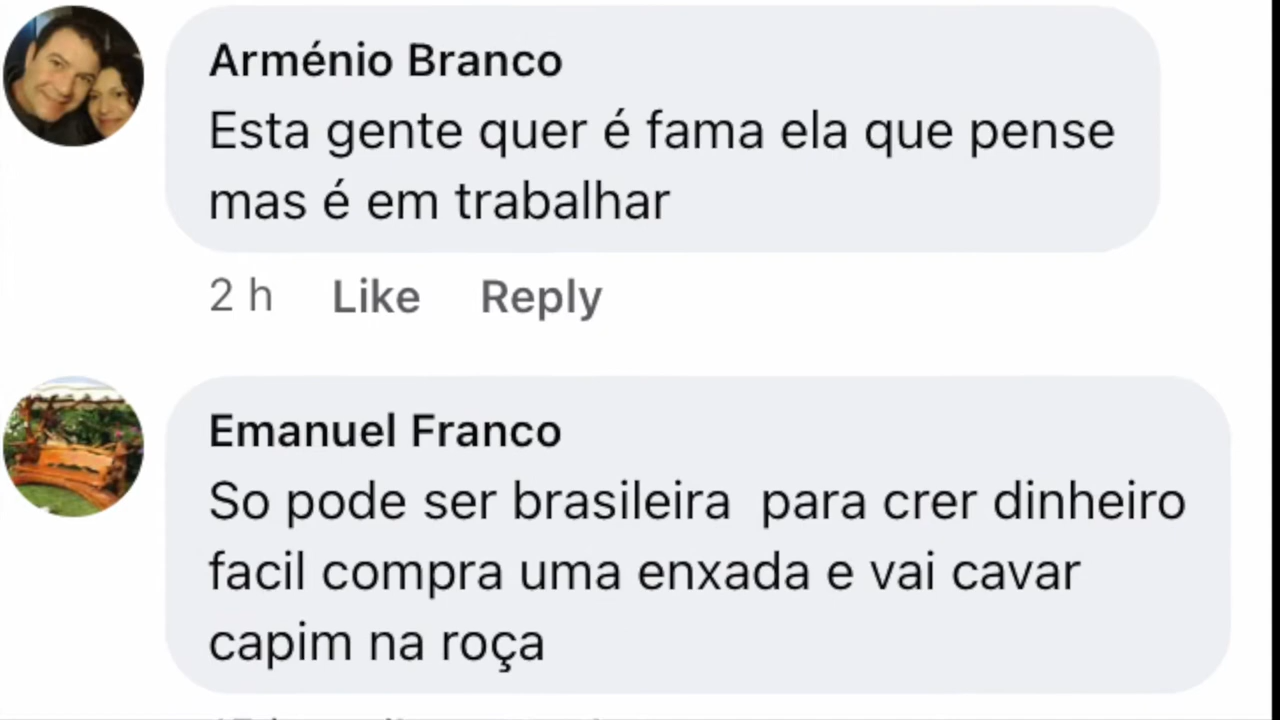 Arménio Branco
Esta gente quer é fama ela que pense
mas é em trabalhar
2 h Like Reply
Emanuel Franco
So pode ser brasileira  para crer dinheiro
facil compra uma enxada e vai cavar
capim na roça